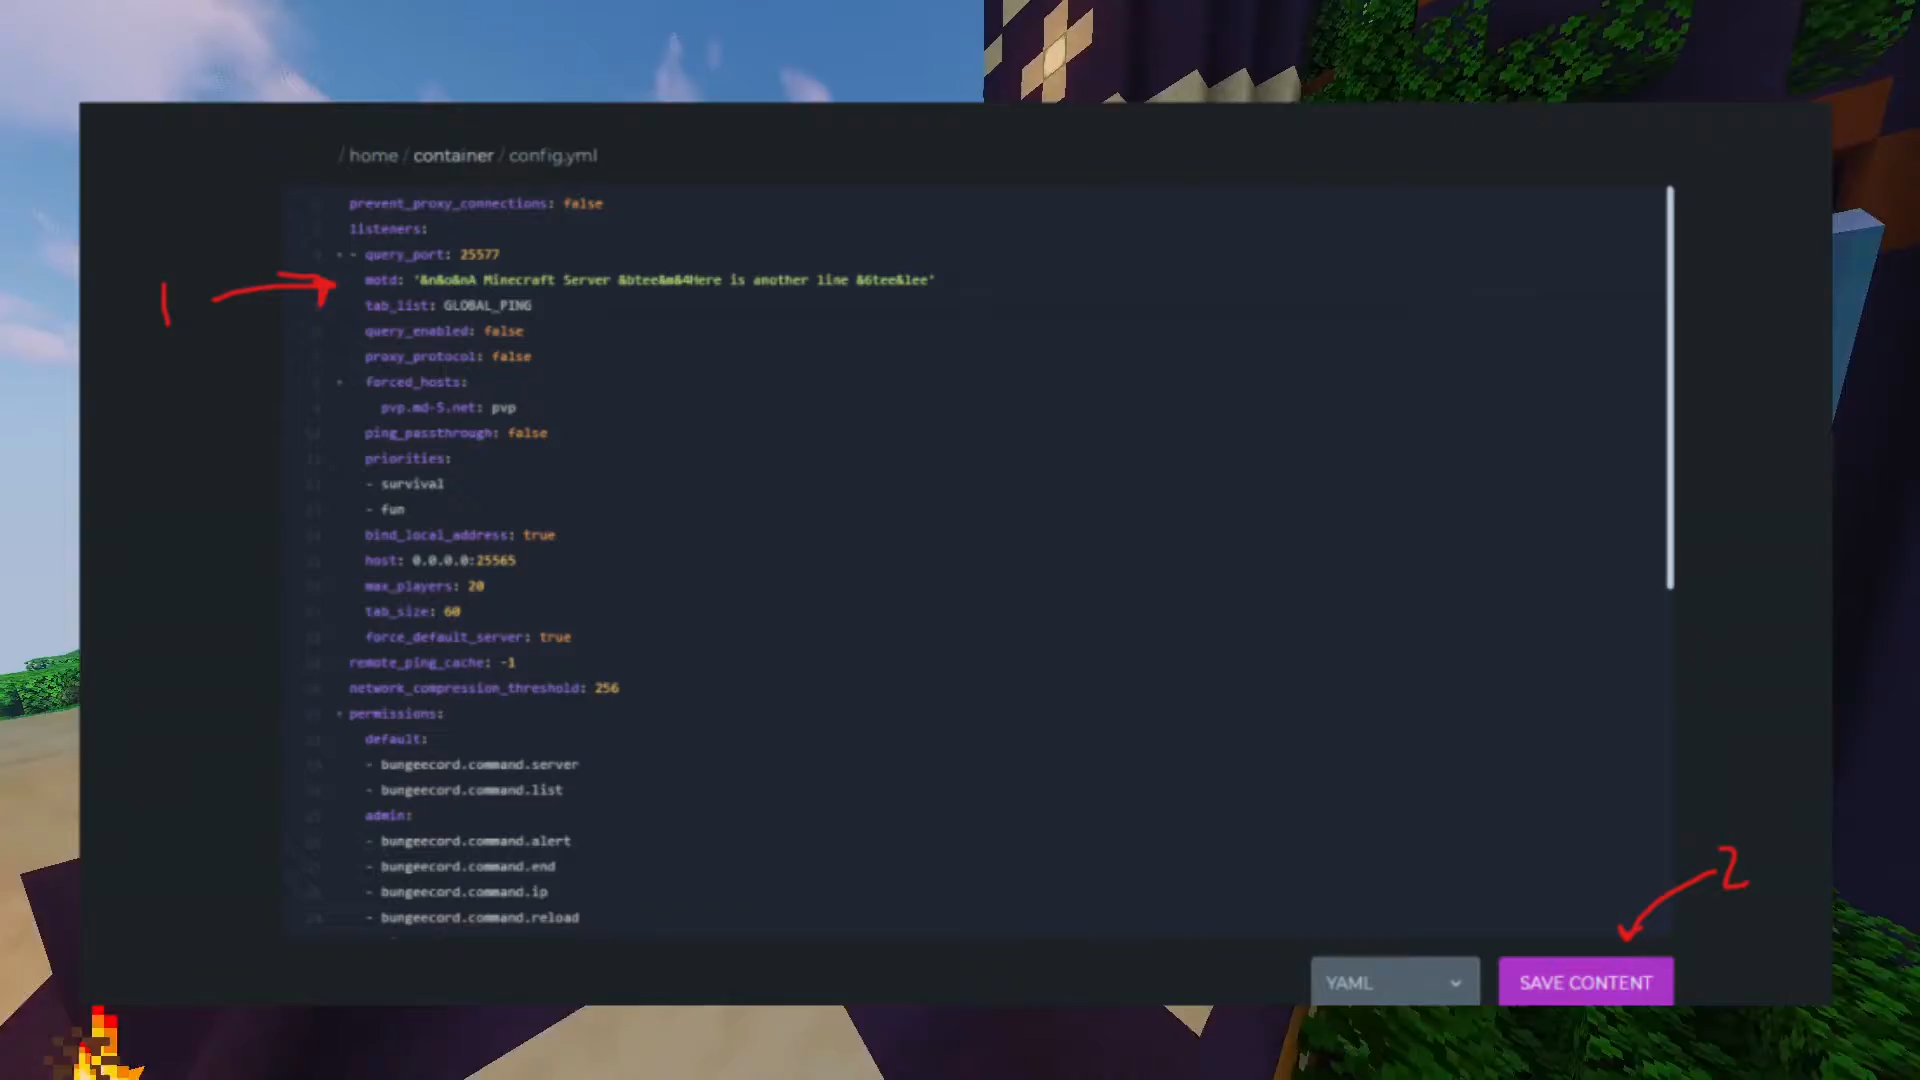 / home / container / config.yml
prevent_proxy_connections: false
listeners:
- query_port: 25577
1
motd: '&n&o&nA Minecraft Server &btee&m&4Here is another line &6tee&lee'
tab_list: GLOBAL_PING
query_enabled: false
proxy_protocol: false
forced_hosts:
pvp.md-5.net: pvp
ping_passthrough: false
priorities:
- survival
- fun
bind_local_address: true
host: 0.0.0.0:25565
max_players: 20
tab_size: 60
force_default_server: true
remote_ping_cache: -1
network_compression_threshold: 256
permissions:
default:
- bungeecord.command.server
- bungeecord.command.list
admin:
- bungeecord.command.alert
- bungeecord.command.end
- bungeecord.command.ip
- bungeecord.command.reload
2
YAML
SAVE CONTENT